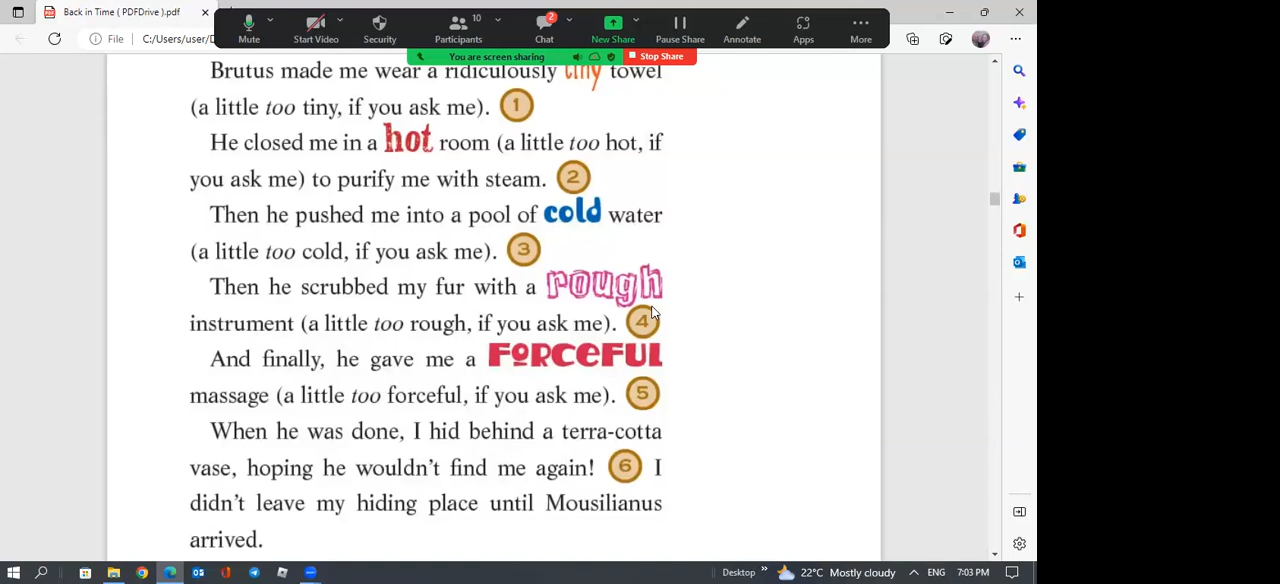 Back in Time ( PDFDrive ).pdf
File
C:/Users/user/D
Mute
Start Video
Security
10
Participants
2
Chat
New Share
Pause Share
Annotate
Apps
More
You are screen sharing
Stop Share
Brutus made me wear a ridiculously tiny towel
(a little too tiny, if you ask me). 1
He closed me in a hot room (a little too hot, if
you ask me) to purify me with steam. 2
Then he pushed me into a pool of cold water
(a little too cold, if you ask me). 3
Then he scrubbed my fur with a rough
instrument (a little too rough, if you ask me). 4
And finally, he gave me a FORCEFUL
massage (a little too forceful, if you ask me). 5
When he was done, I hid behind a terra-cotta
vase, hoping he wouldn't find me again! 6 I
didn't leave my hiding place until Mousilianus
arrived.
Desktop
22°C Mostly cloudy
ENG
7:03 PM